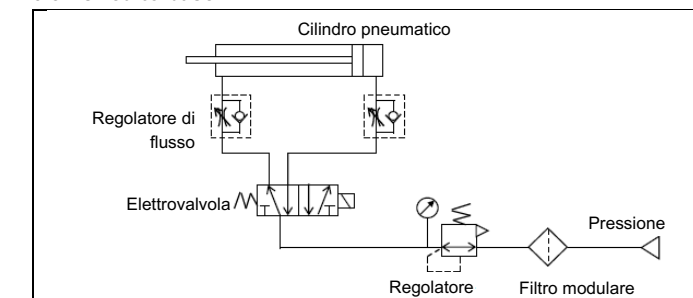 Cilindro pneumatico
Regolatore di
flusso
Elettrovalvola
Pressione
Regolatore
Filtro modulare